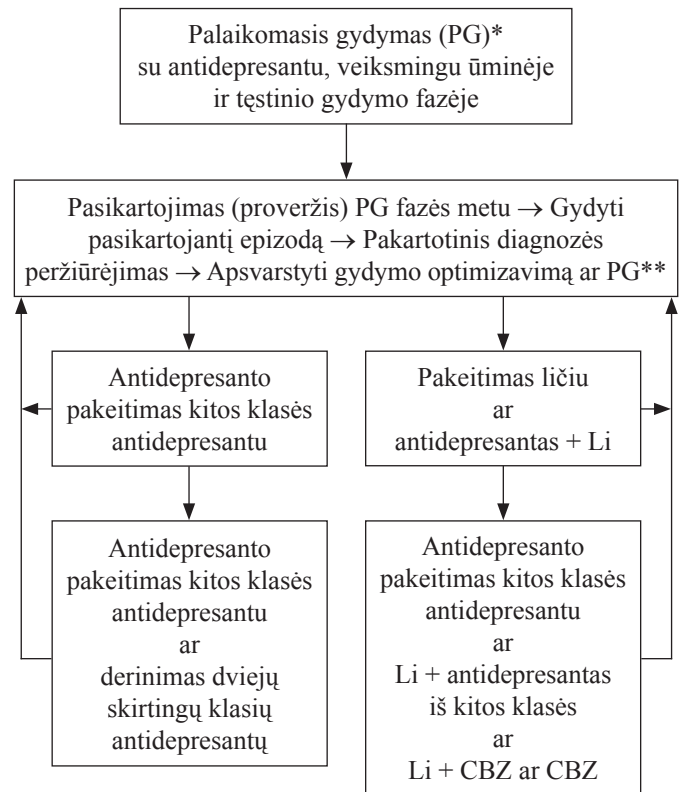 Palaikomasis gydymas (PG)*
su antidepresantu, veiksmingu ūminėje
ir tęstinio gydymo fazėje
Pasikartojimas (proveržis) PG fazės metu → Gydyti
pasikartojantį epizodą → Pakartotinis diagnozės
peržiūrėjimas → Apsvarstyti gydymo optimizavimą ar PG**
Antidepresanto
pakeitimas kitos klasės
antidepresantu
Pakeitimas ličiu
ar
antidepresantas + Li
Antidepresanto
pakeitimas kitos klasės
antidepresantu
ar
derinimas dviejų
skirtingų klasių
antidepresantų
Antidepresanto
pakeitimas kitos klasės
antidepresantu
ar
Li + antidepresantas
iš kitos klasės
ar
Li + CBZ ar CBZ